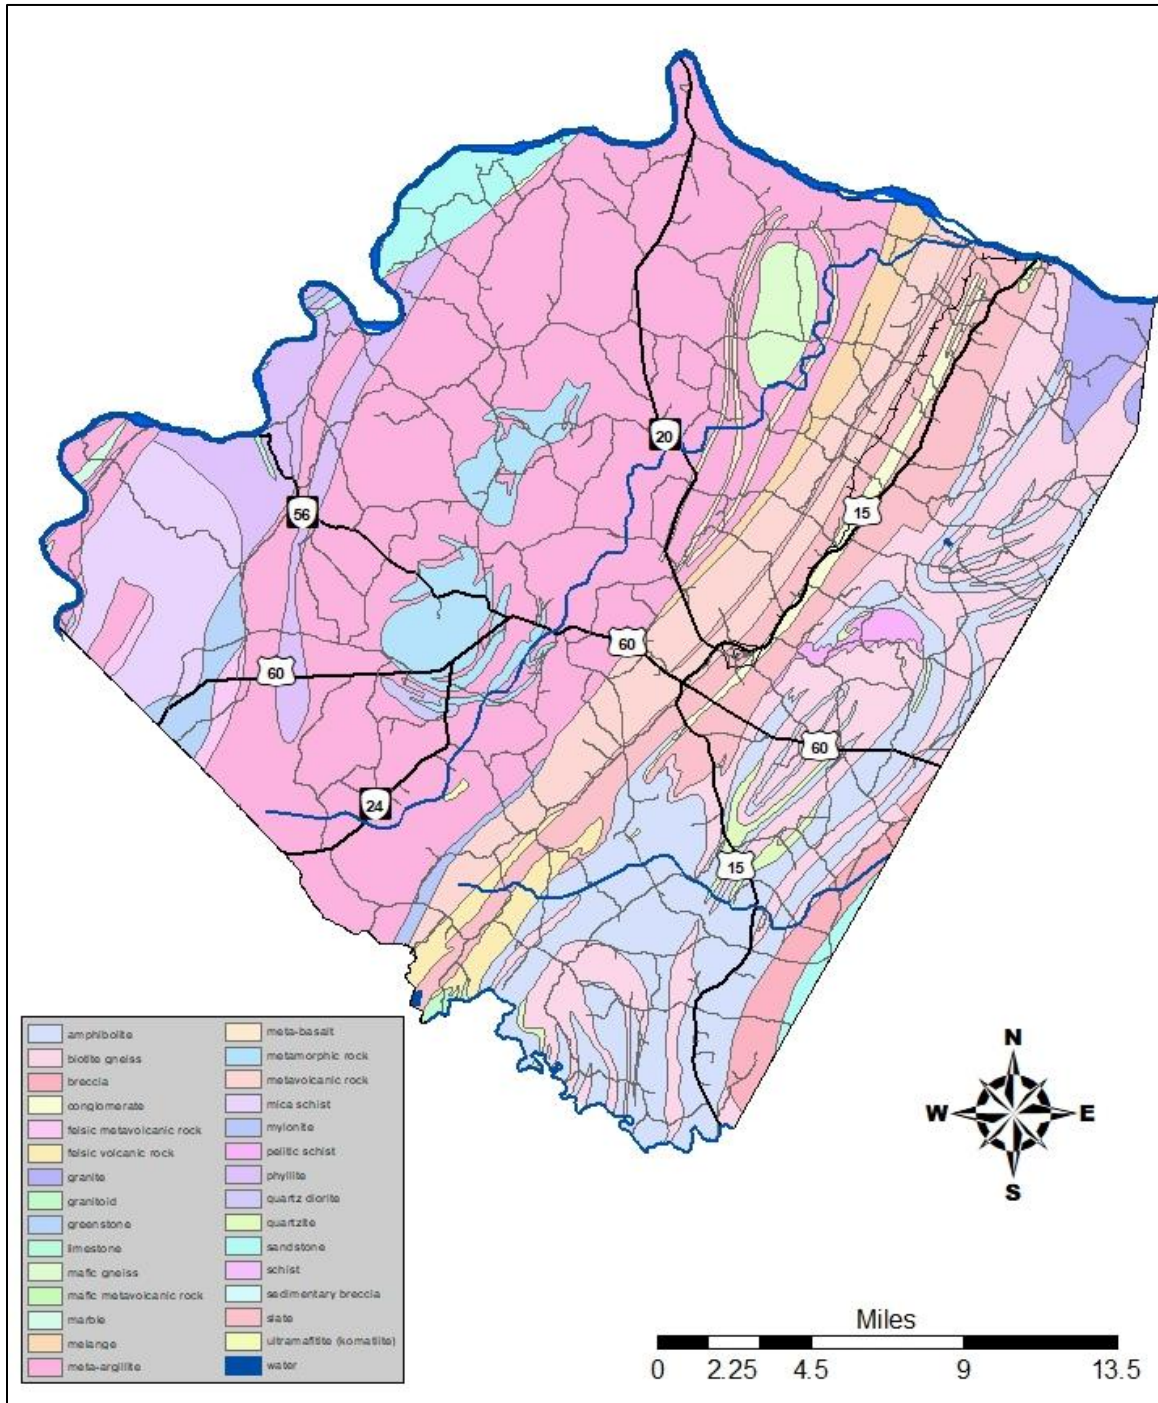 20
56
15
60
60
60
24
15
amphibolite
biotite gneiss
breccia
conglomerate
felsic metavolcanic rock
felsic volcanic rock
granite
granitoid
greenstone
limestone
mafic gneiss
mafic metavolcanic rock
marble
melange
meta-argillite
meta-basalt
metamorphic rock
metavolcanic rock
mica schist
mylonite
pelitic schist
phyllite
quartz diorite
quartzite
sandstone
schist
sedimentary breccia
slate
ultramafitite (komatiite)
water
N
W E
S
Miles
0 2.25 4.5 9 13.5